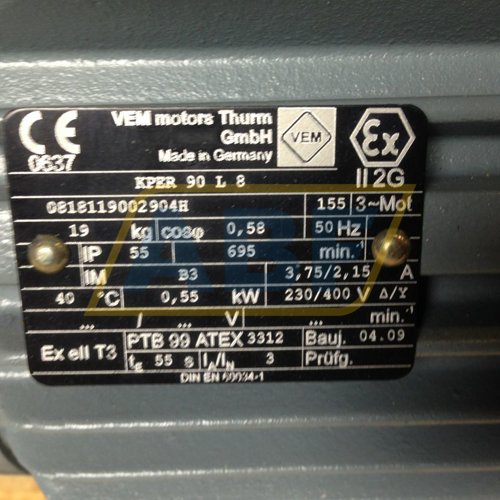 CE
0637
VEM motors Thurm
GmbH
Made in Germany
VEM
Ex
II 2G
KPER 90 L 8
0818119002904H 155 3~Mot
19 kg cosφ 0,58 50 Hz
IP 55 695 min.⁻¹
IM B3 3,75/2,15 A
40 °C 0,55 kW 230/400 V Δ/Y
... / ... V ... min.⁻¹
Ex e II T3 PTB 99 ATEX 3312 Bauj. 04.09
tE 55 s IA/IN 3 Prüfg.
DIN EN 60034-1
ABI